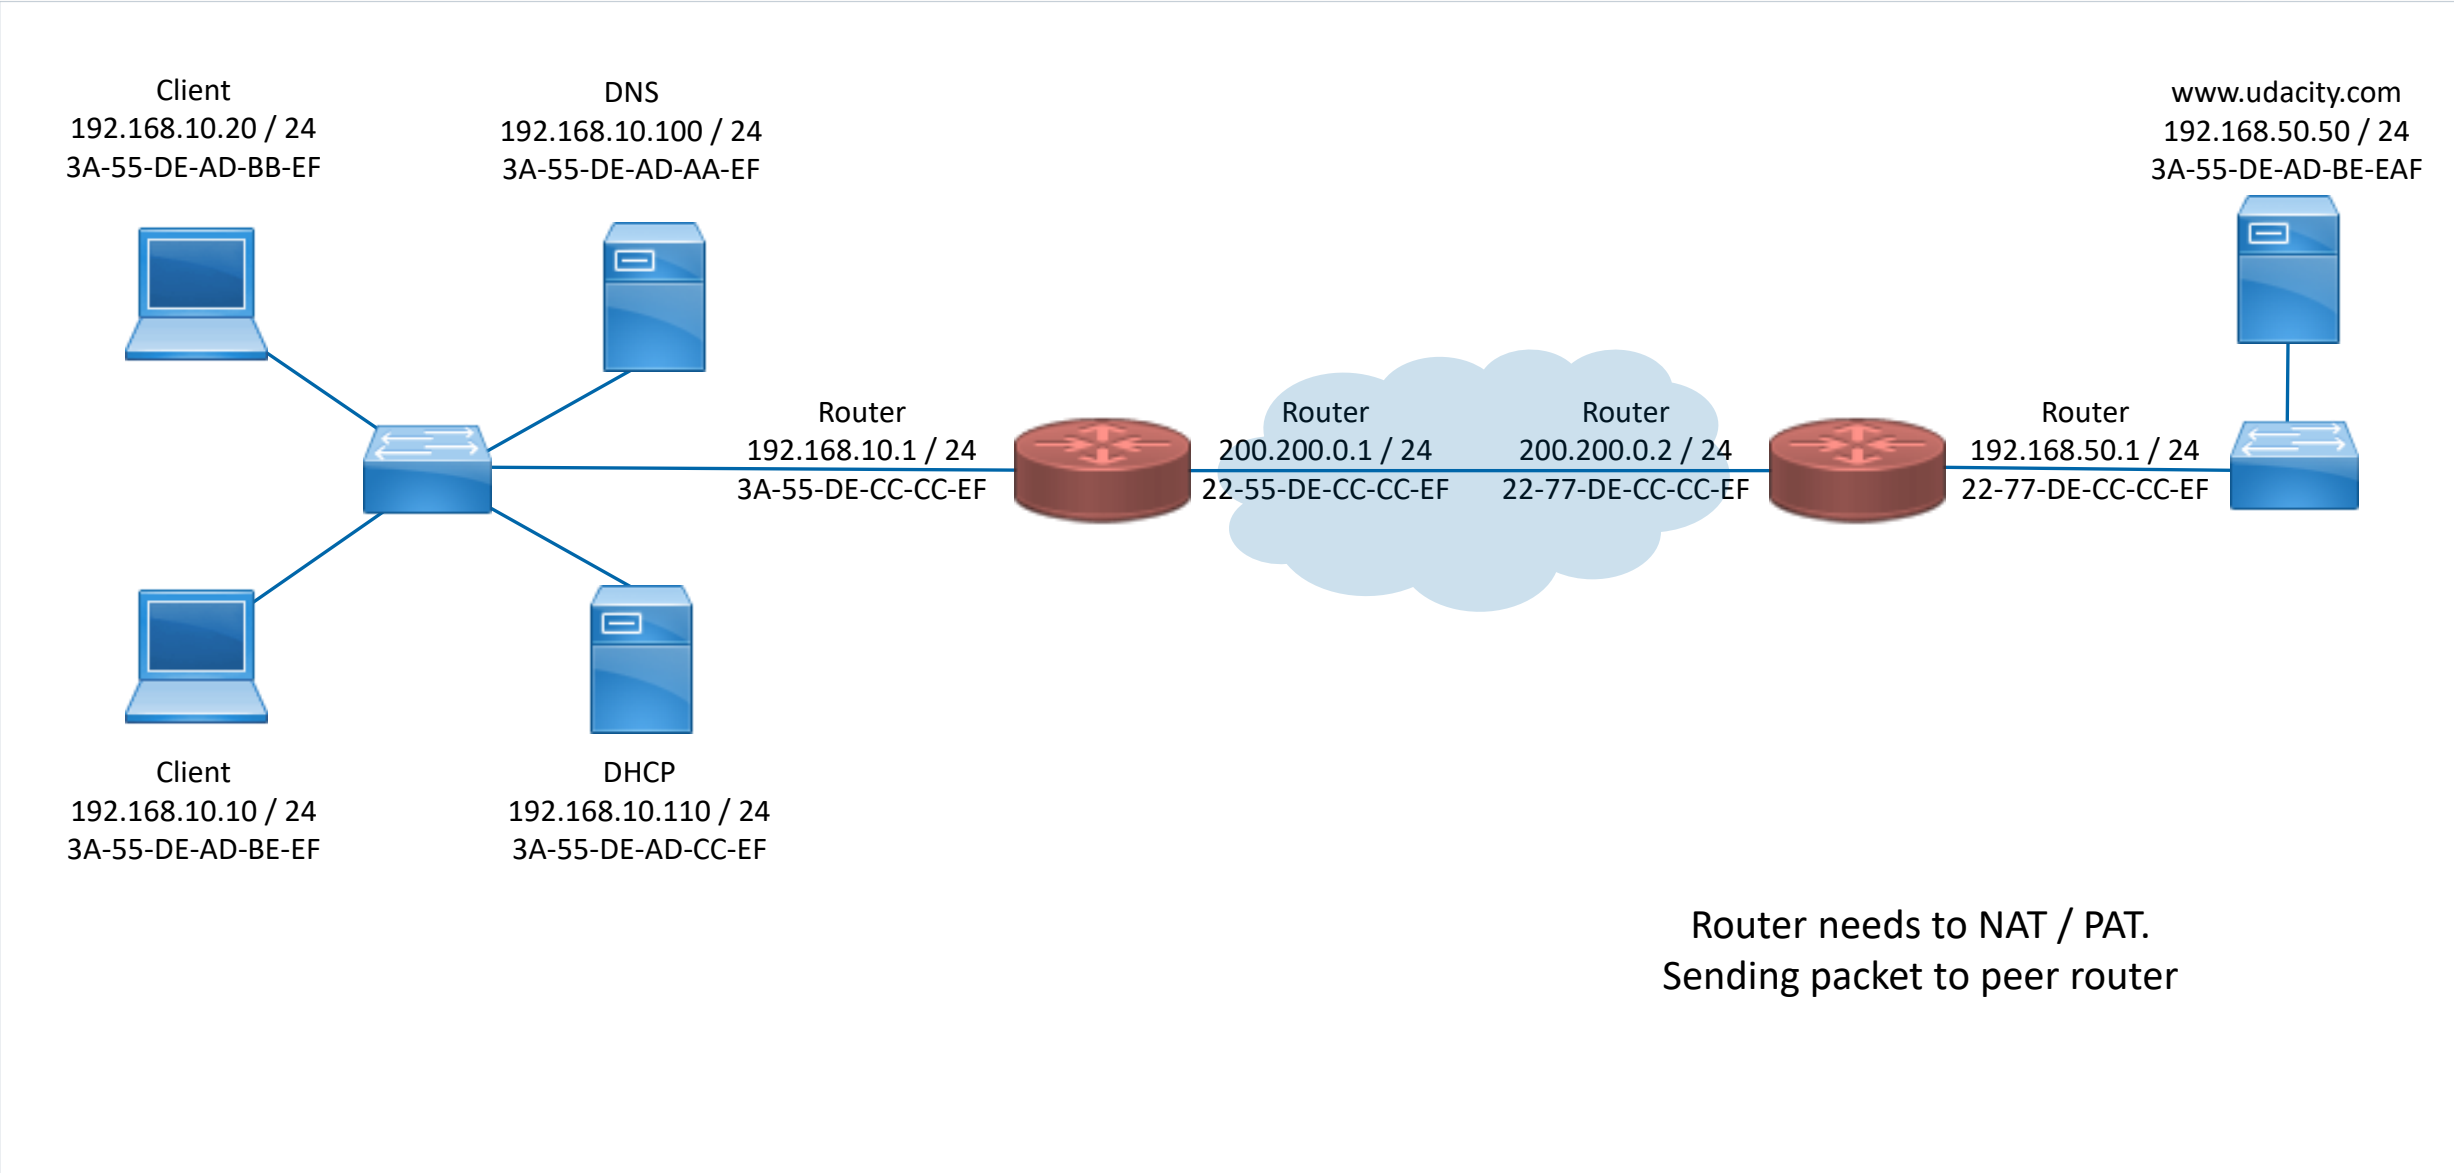 Client
192.168.10.20 / 24
3A-55-DE-AD-BB-EF
DNS
192.168.10.100 / 24
3A-55-DE-AD-AA-EF
www.udacity.com
192.168.50.50 / 24
3A-55-DE-AD-BE-EAF
Router
192.168.10.1 / 24
3A-55-DE-CC-CC-EF
Router
200.200.0.1 / 24
22-55-DE-CC-CC-EF
Router
200.200.0.2 / 24
22-77-DE-CC-CC-EF
Router
192.168.50.1 / 24
22-77-DE-CC-CC-EF
Client
192.168.10.10 / 24
3A-55-DE-AD-BE-EF
DHCP
192.168.10.110 / 24
3A-55-DE-AD-CC-EF
Router needs to NAT / PAT.
Sending packet to peer router